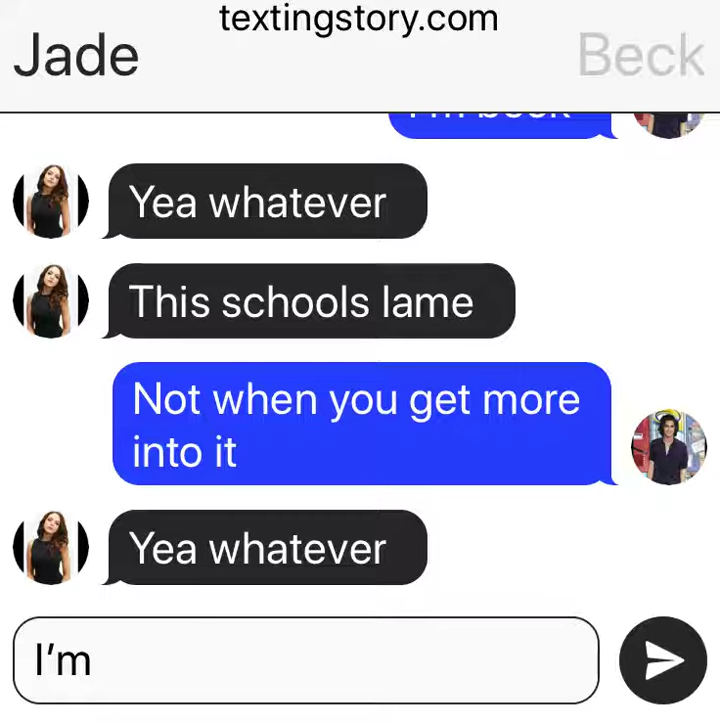 textingstory.com
Jade
Beck
Yea whatever
This schools lame
Not when you get more
into it
Yea whatever
I’m